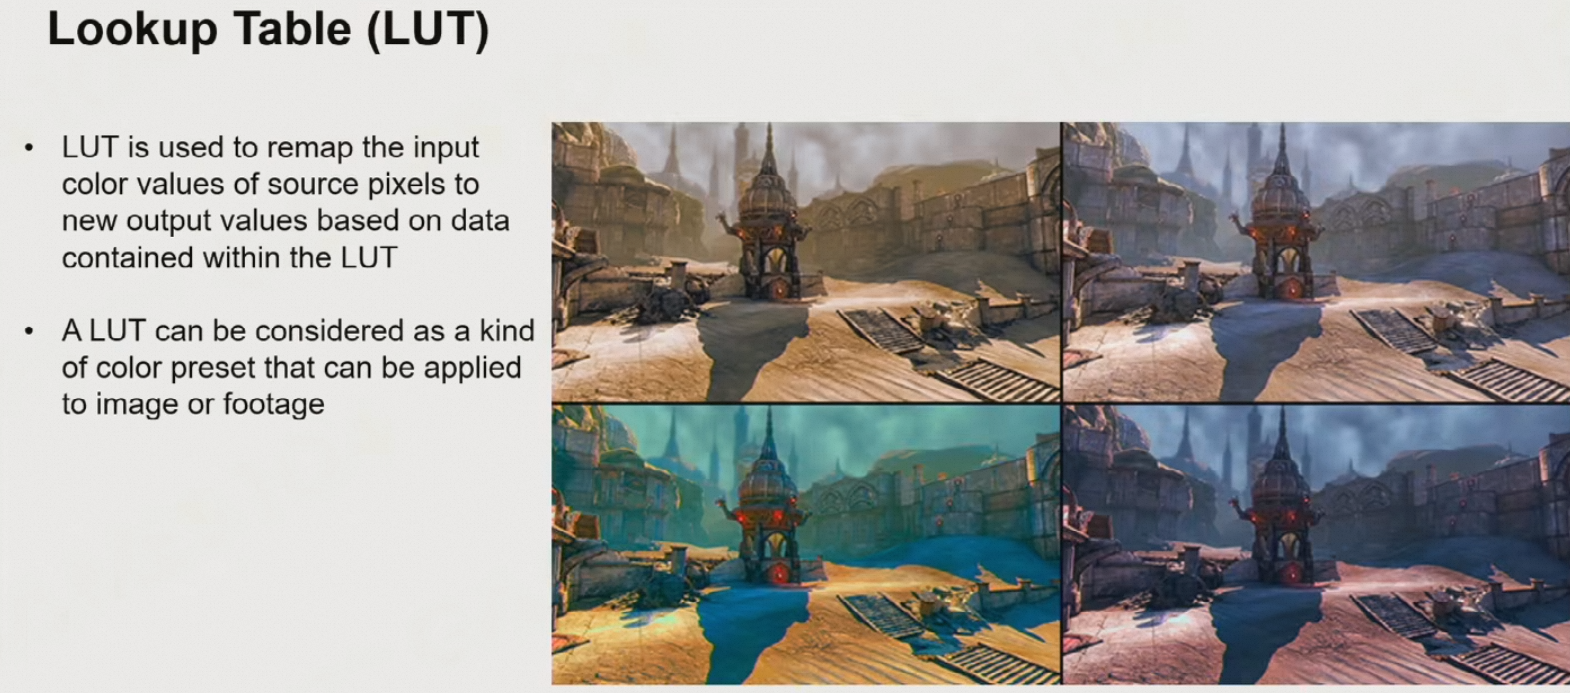 Lookup Table (LUT)
• LUT is used to remap the input
color values of source pixels to
new output values based on data
contained within the LUT
• A LUT can be considered as a kind
of color preset that can be applied
to image or footage